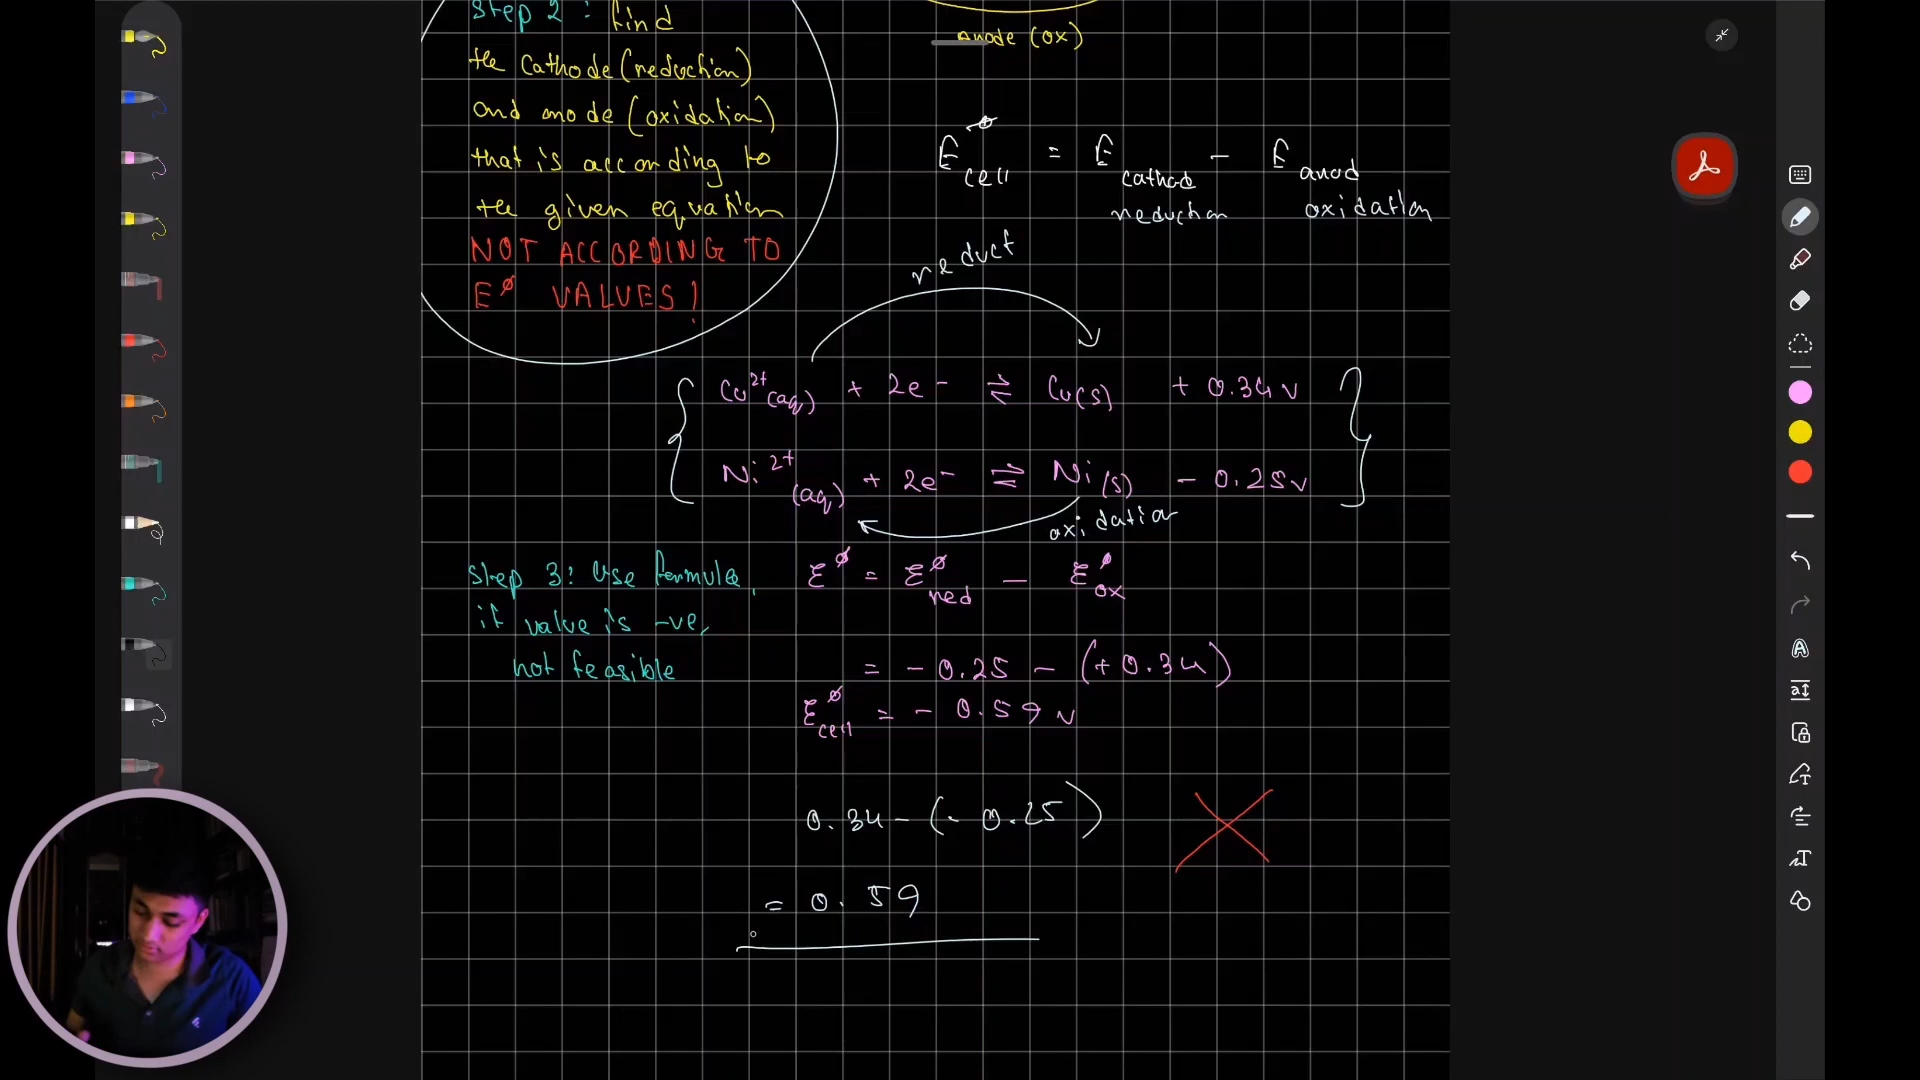 Step 2 : find
the cathode (reduction)
and anode (oxidation)
that is according to
the given equation
NOT ACCORDING TO
E⦵ VALUES !
Anode (ox)
E⦵cell = E cathode reduction - E anod oxidation
reduct
Cu²⁺(aq) + 2e⁻ ⇌ Cu(s) + 0.34 v
Ni²⁺(aq) + 2e⁻ ⇌ Ni(s) - 0.25 v
oxidation
Step 3: Use formula,
if value is -ve,
not feasible
E⦵ = E⦵red - E⦵ox
= - 0.25 - (+ 0.34)
E⦵cell = - 0.59 v
0.34 - (- 0.25)
= 0.59